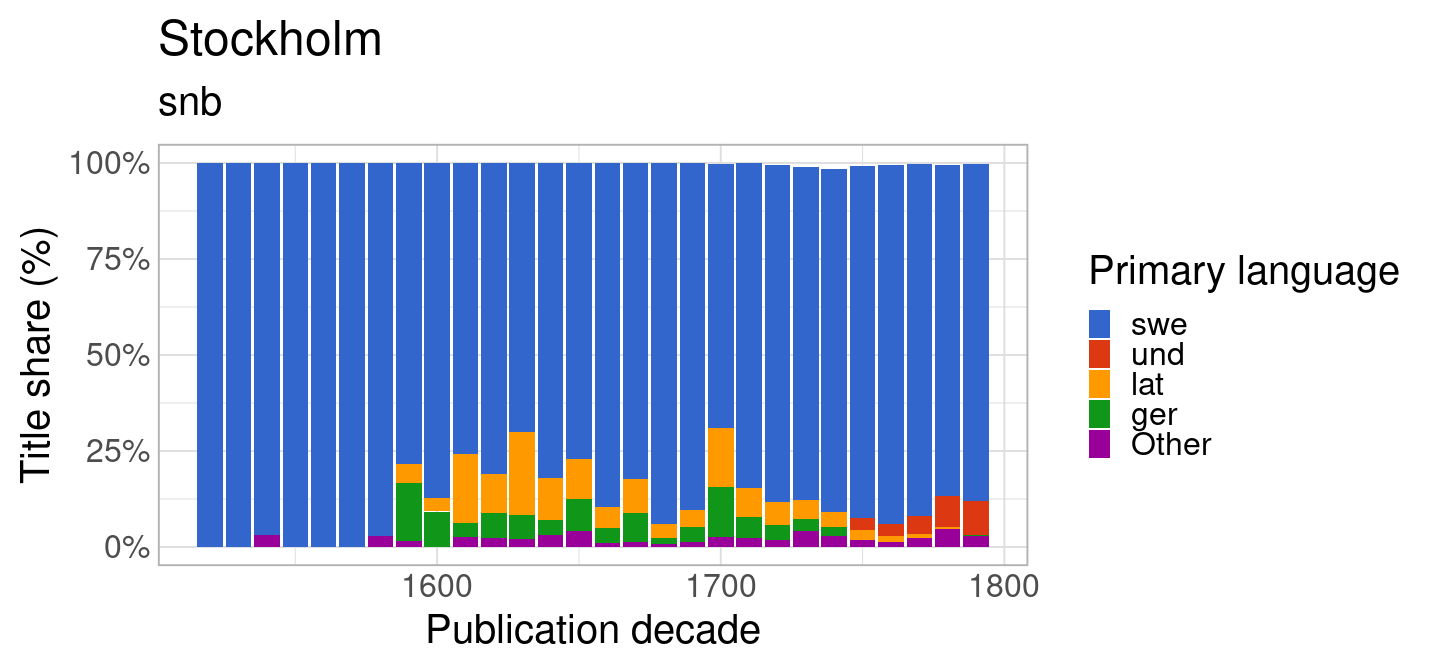 Stockholm
snb
100%
75%
50%
25%
0%
Title share (%)
1600 1700 1800
Publication decade
Primary language
swe
und
lat
ger
Other